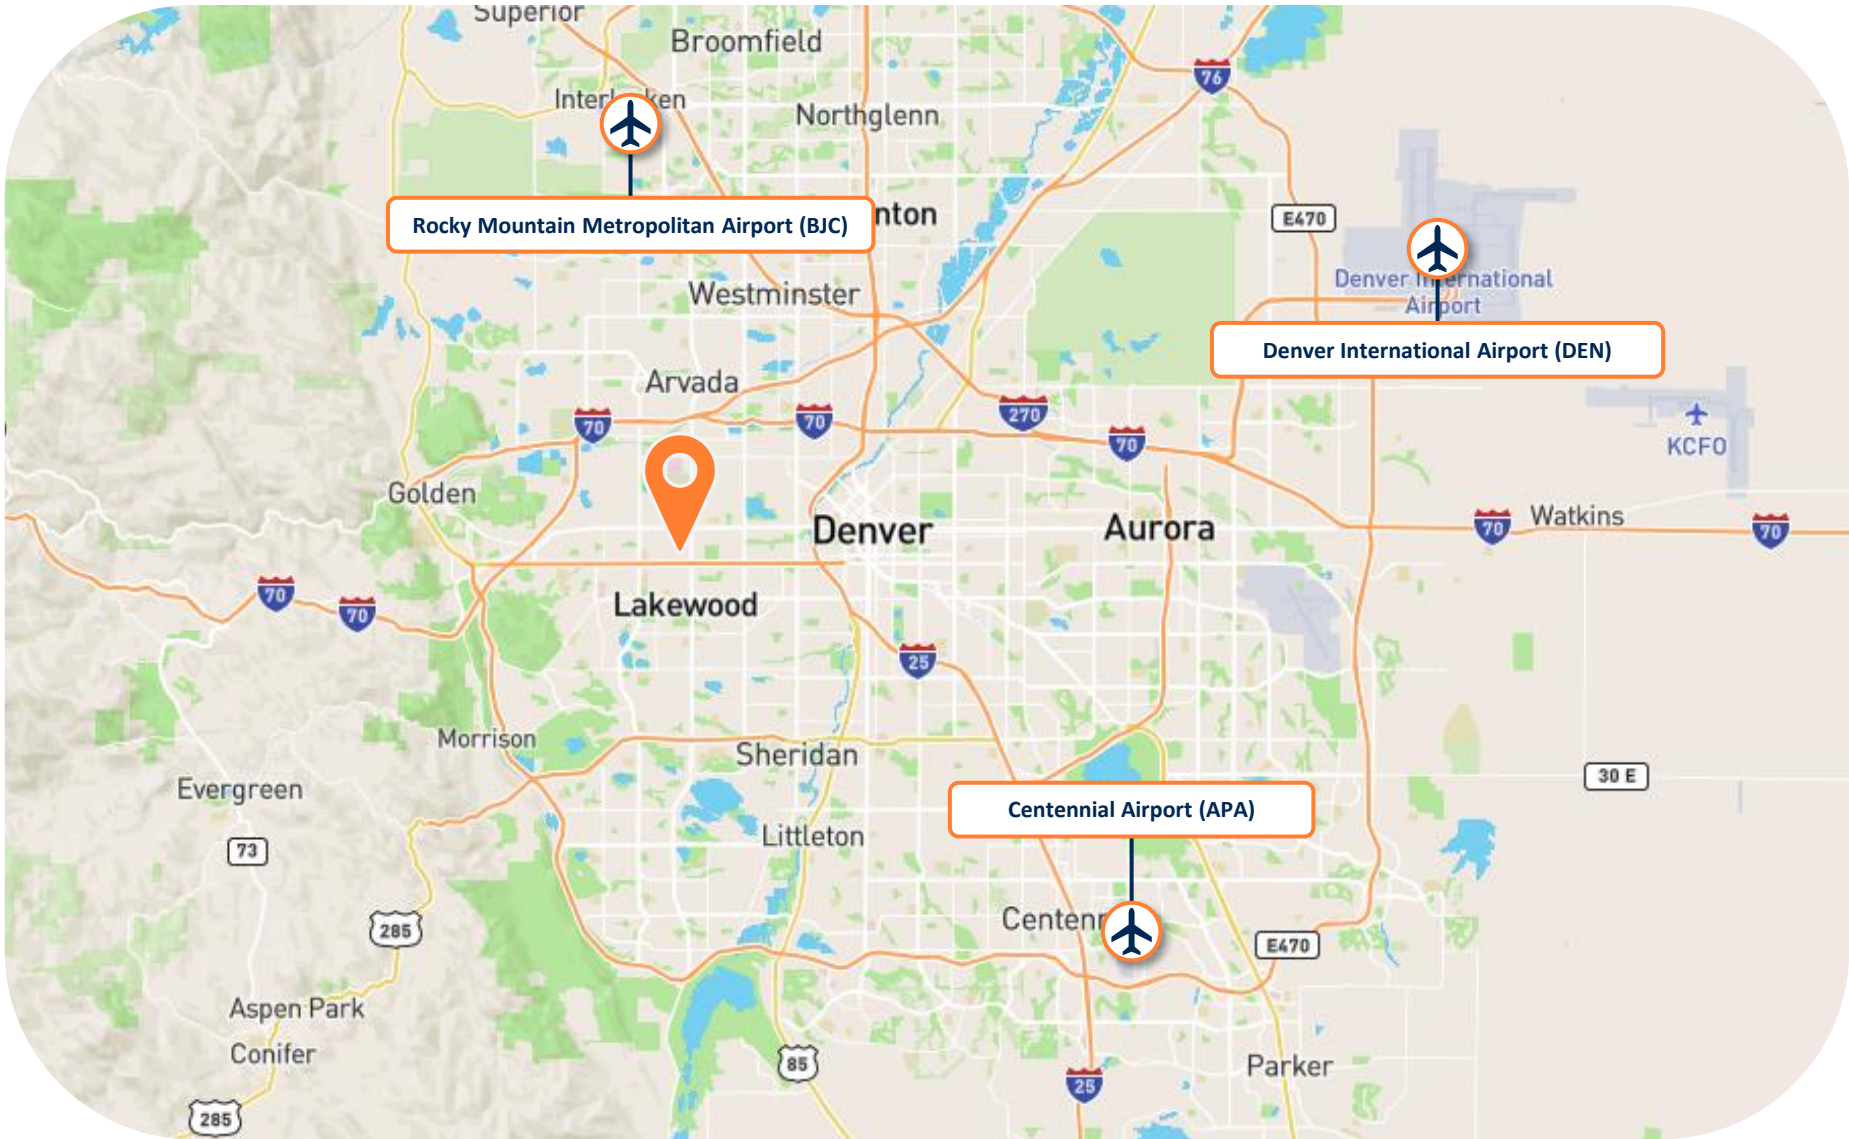 Superior
Broomfield
76
Interl ken
Northglenn
E470
nton
Rocky Mountain Metropolitan Airport (BJC)
Denver International
Airport
Westminster
Denver International Airport (DEN)
Arvada
70
70
270
70
KCFO
Golden
Denver
Aurora
70
Watkins
70
70
70
Lakewood
25
Morrison
Sheridan
30 E
Evergreen
Centennial Airport (APA)
Littleton
73
285
Centenn
E470
Aspen Park
Conifer
85
25
Parker
285